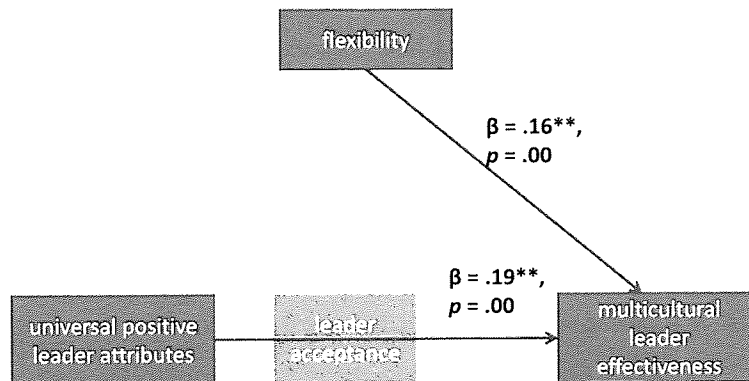 flexibility
β = .16**,
p = .00
β = .19**,
p = .00
universal positive
leader attributes
leader
acceptance
multicultural
leader
effectiveness